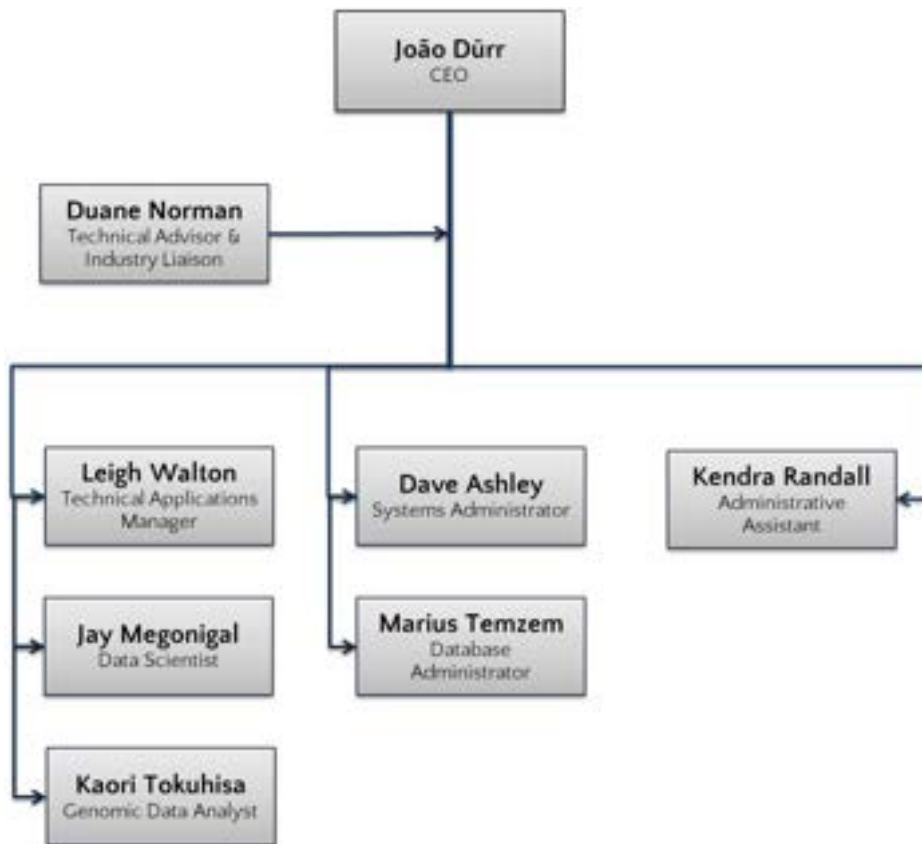 João Dürr
CEO
Duane Norman
Technical Advisor &
Industry Liaison
Leigh Walton
Technical Applications
Manager
Dave Ashley
Systems Administrator
Kendra Randall
Administrative
Assistant
Jay Megonigal
Data Scientist
Marius Temzem
Database
Administrator
Kaori Tokuhisa
Genomic Data Analyst